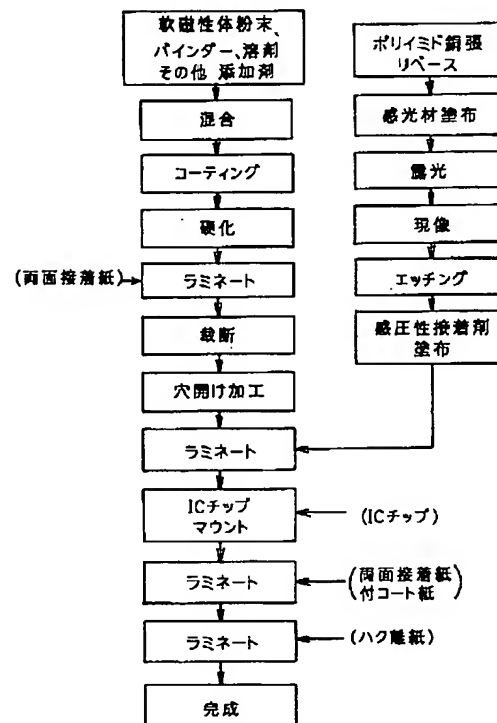 軟磁性体粉末、
バインダー、溶剤
その他 添加剤
混合
コーティング
硬化
(両面接着紙)
ラミネート
裁断
穴開け加工
ラミネート
ICチップ
マウント
(ICチップ)
ラミネート
(両面接着紙
付コート紙)
ラミネート
(ハク離紙)
完成
ポリイミド銅張
リベース
感光材塗布
露光
現像
エッチング
感圧性接着剤
塗布